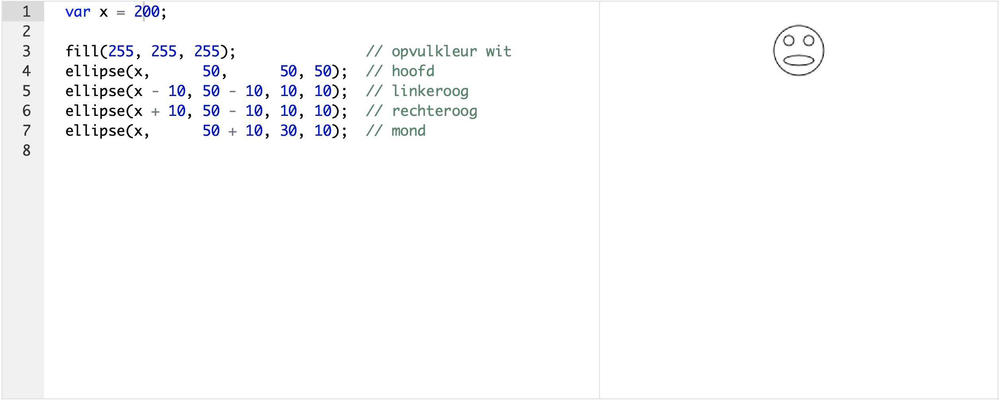 1 var x = 200;
2
3 fill(255, 255, 255); // opvulkleur wit
4 ellipse(x, 50, 50, 50); // hoofd
5 ellipse(x - 10, 50 - 10, 10, 10); // linkeroog
6 ellipse(x + 10, 50 - 10, 10, 10); // rechteroog
7 ellipse(x, 50 + 10, 30, 10); // mond
8